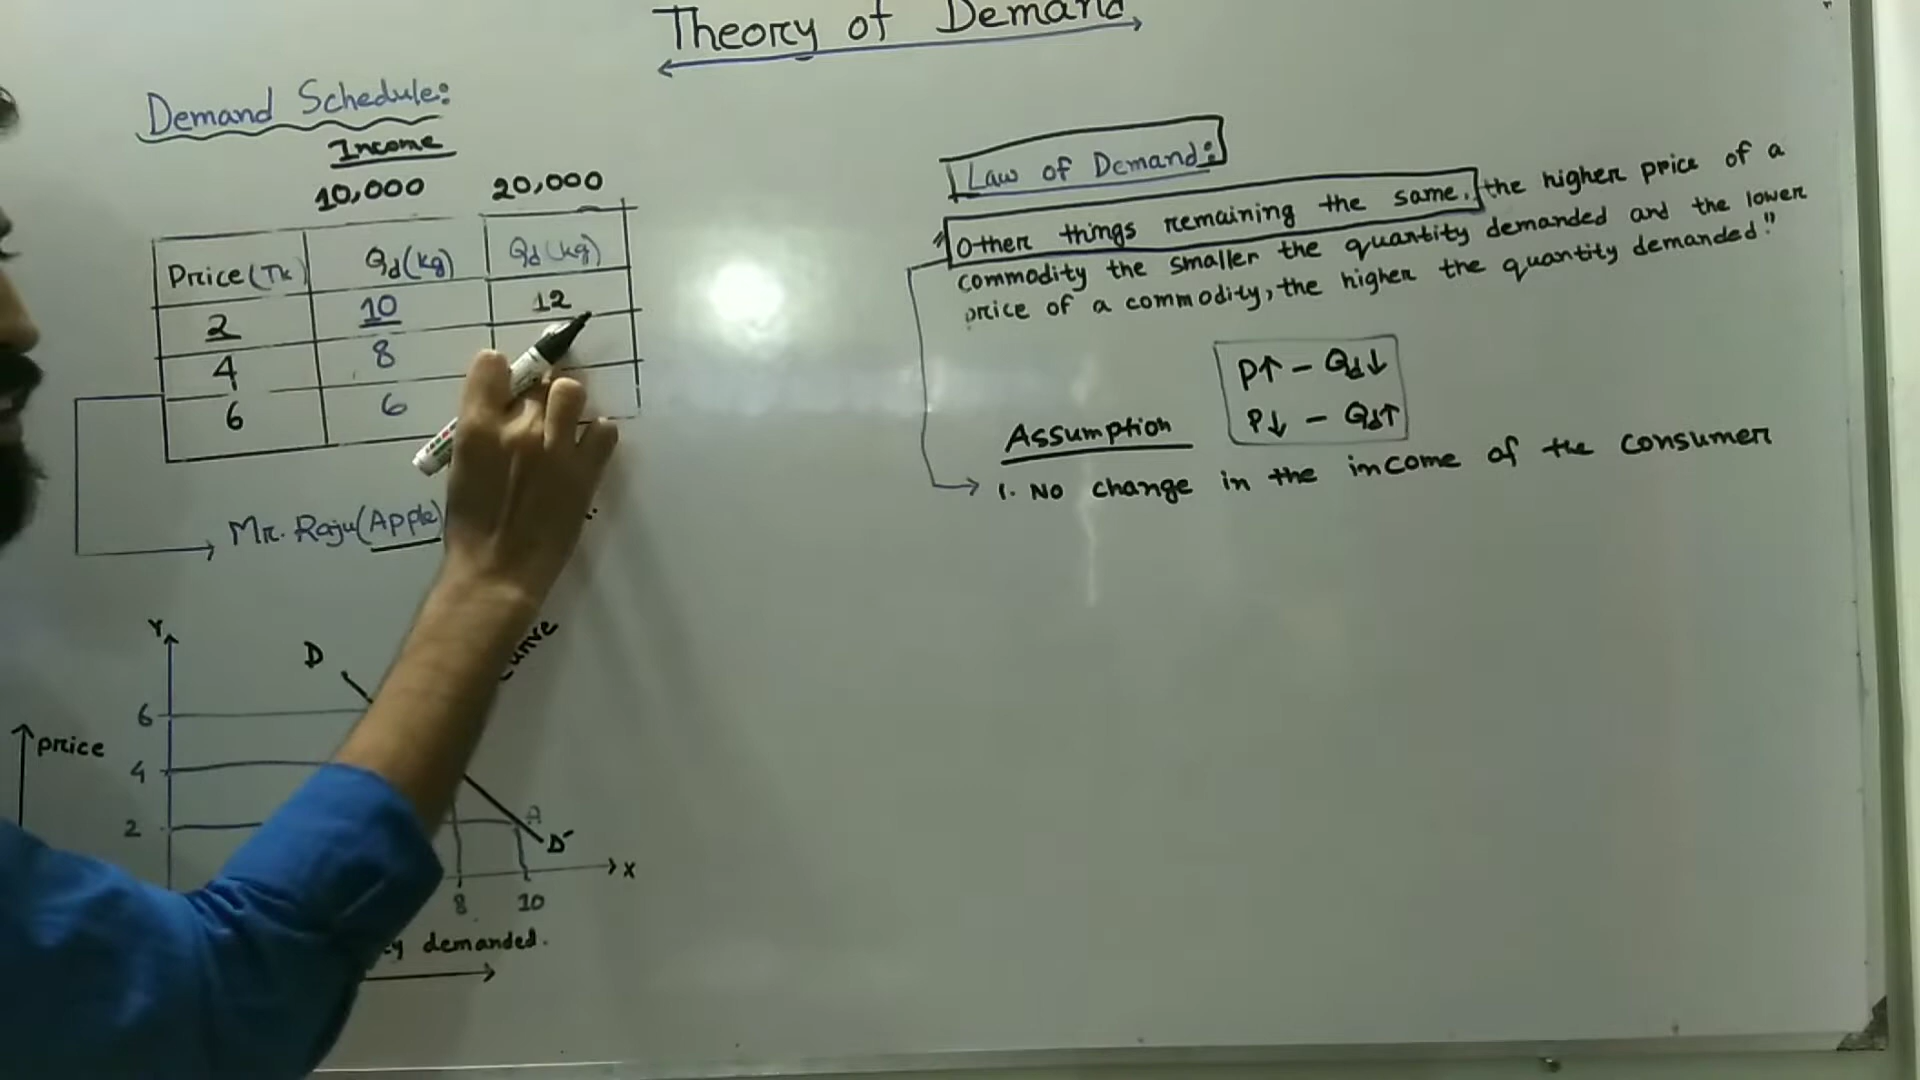 Theory of Demand
Demand Schedule:
Income
10,000 20,000
Price(Tk) Qd(kg) Qd(kg)
2 10 12
4 8
6 6
Mr. Raju(Apple)
Law of Demand:
"Other things remaining the same, the higher price of a
commodity the smaller the quantity demanded and the lower
price of a commodity, the higher the quantity demanded."
P↑ - Qd↓
P↓ - Qd↑
Assumption
1. No change in the income of the consumer
Y
D
6
price
4
2
A
D'
X
8 10
demanded.